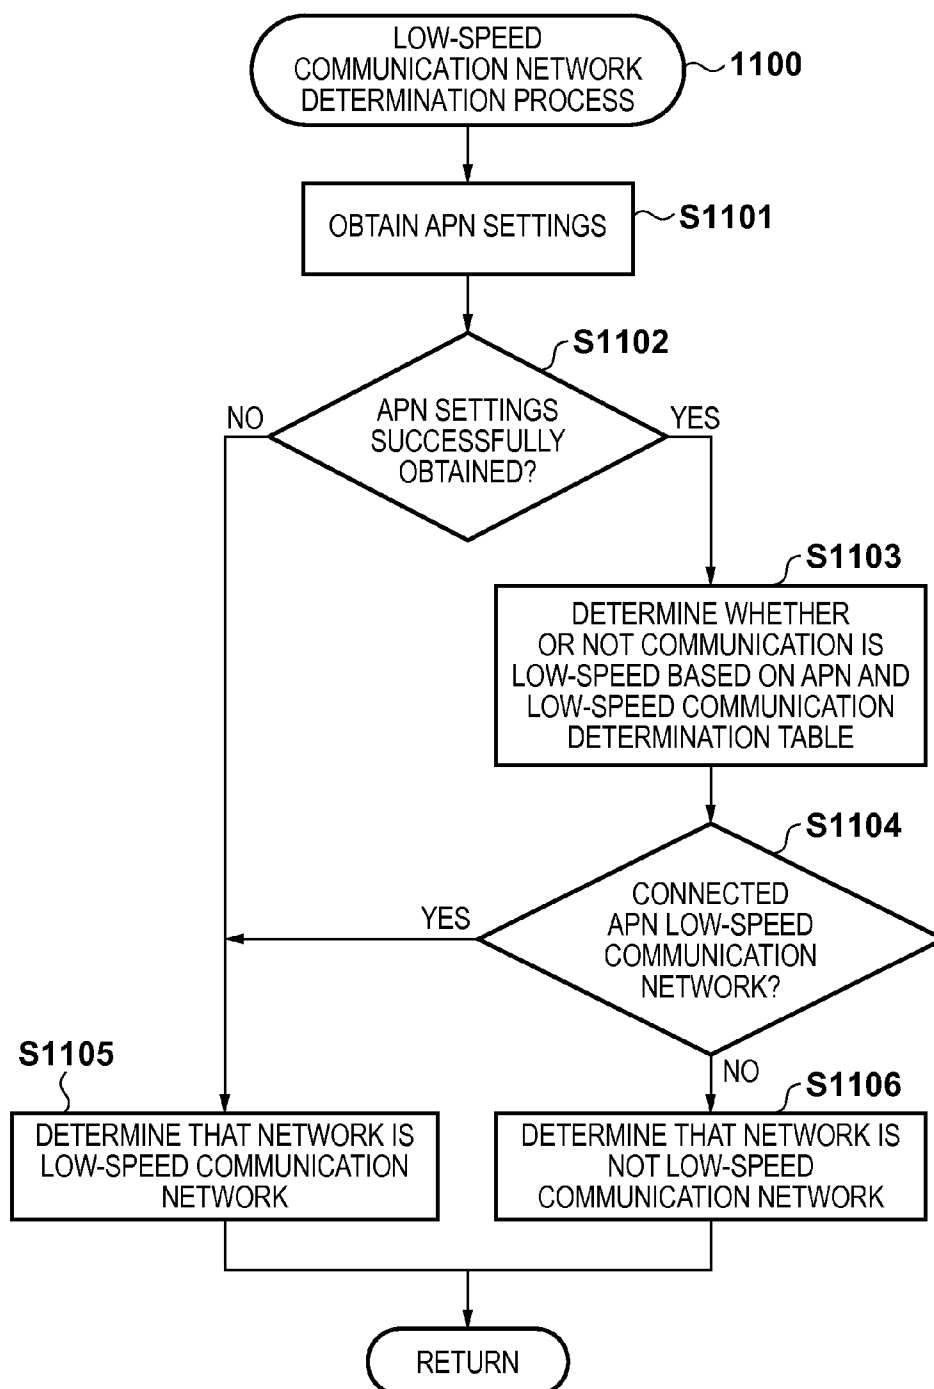 LOW-SPEED
COMMUNICATION NETWORK
DETERMINATION PROCESS
1100
OBTAIN APN SETTINGS
S1101
S1102
APN SETTINGS
SUCCESSFULLY
OBTAINED?
NO
YES
S1103
DETERMINE WHETHER
OR NOT COMMUNICATION IS
LOW-SPEED BASED ON APN AND
LOW-SPEED COMMUNICATION
DETERMINATION TABLE
S1104
CONNECTED
APN LOW-SPEED
COMMUNICATION
NETWORK?
YES
NO
S1105
DETERMINE THAT NETWORK IS
LOW-SPEED COMMUNICATION
NETWORK
S1106
DETERMINE THAT NETWORK IS
NOT LOW-SPEED
COMMUNICATION NETWORK
RETURN